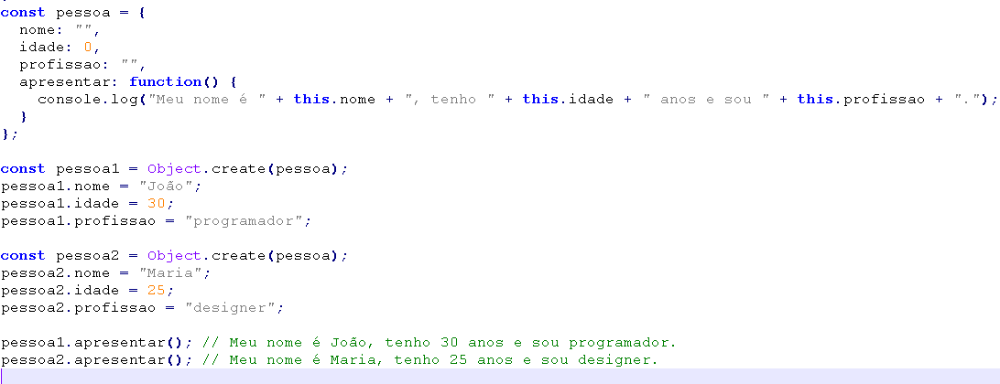 const pessoa = {
  nome: "",
  idade: 0,
  profissao: "",
  apresentar: function() {
    console.log("Meu nome é " + this.nome + ", tenho " + this.idade + " anos e sou " + this.profissao + ".");
  }
};

const pessoa1 = Object.create(pessoa);
pessoa1.nome = "João";
pessoa1.idade = 30;
pessoa1.profissao = "programador";

const pessoa2 = Object.create(pessoa);
pessoa2.nome = "Maria";
pessoa2.idade = 25;
pessoa2.profissao = "designer";

pessoa1.apresentar(); // Meu nome é João, tenho 30 anos e sou programador.
pessoa2.apresentar(); // Meu nome é Maria, tenho 25 anos e sou designer.